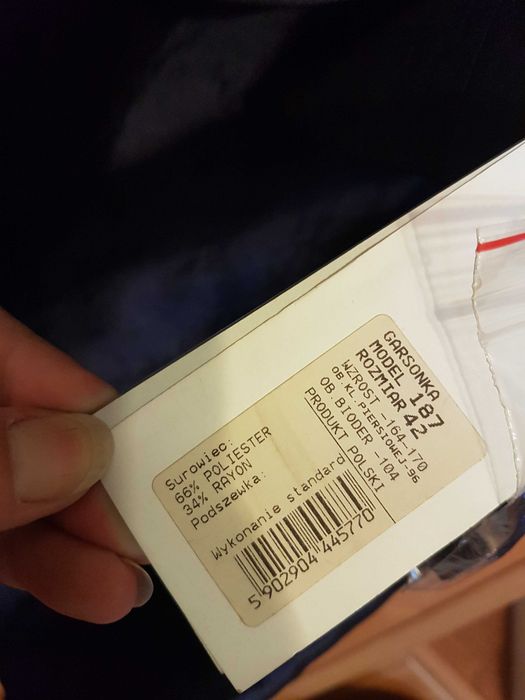 GARSONKA
MODEL 187
ROZMIAR 42
WZROST -164-170
OB.KL.PIERSIOWEJ-96
OB.BIODER -104
PRODUKT POLSKI
Surowiec:
66% POLIESTER
34% RAYON
Podszewka:
Wykonanie standard
5 902904 445770